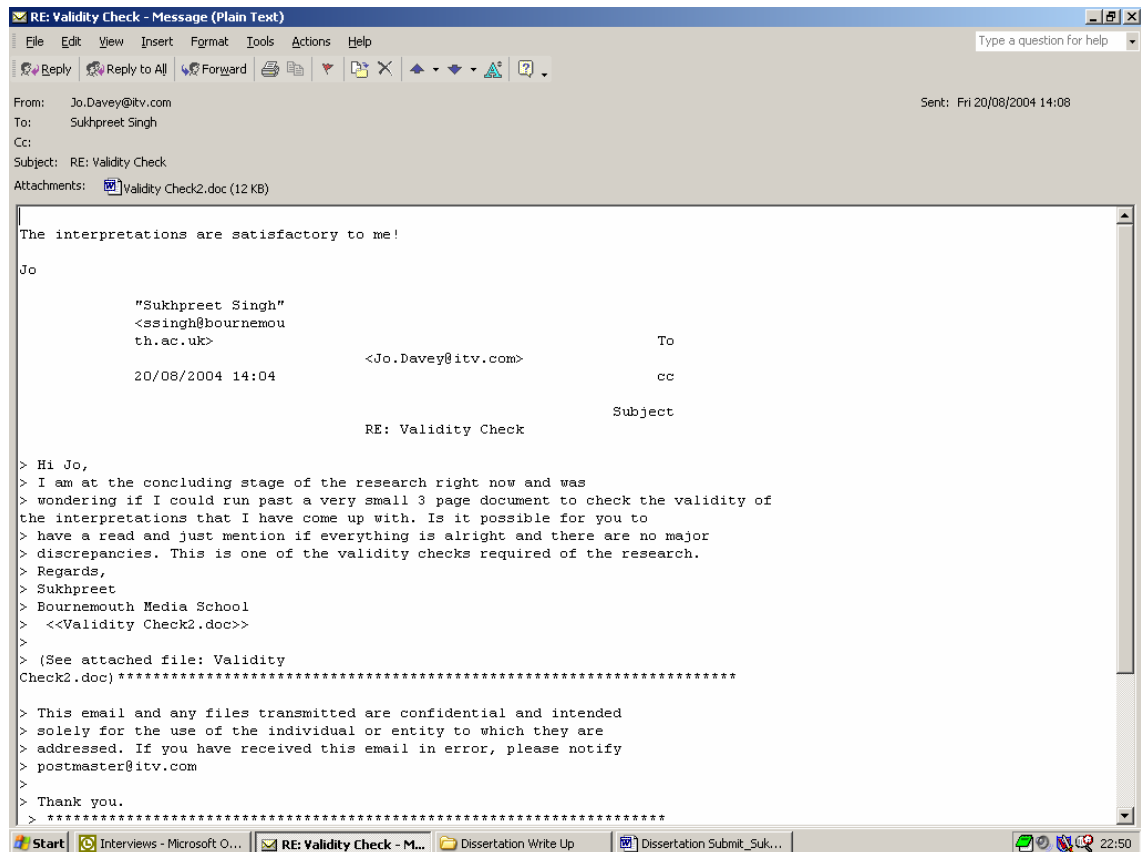 RE: Validity Check - Message (Plain Text)
File Edit View Insert Format Tools Actions Help Type a question for help
Reply Reply to All Forward
From: Jo.Davey@itv.com Sent: Fri 20/08/2004 14:08
To: Sukhpreet Singh
Cc:
Subject: RE: Validity Check
Attachments: Validity Check2.doc (12 KB)
The interpretations are satisfactory to me!
Jo
"Sukhpreet Singh"
<ssingh@bournemou
th.ac.uk> To
<Jo.Davey@itv.com>
20/08/2004 14:04 cc
Subject
RE: Validity Check
> Hi Jo,
> I am at the concluding stage of the research right now and was
> wondering if I could run past a very small 3 page document to check the validity of
the interpretations that I have come up with. Is it possible for you to
> have a read and just mention if everything is alright and there are no major
> discrepancies. This is one of the validity checks required of the research.
> Regards,
> Sukhpreet
> Bournemouth Media School
> <<Validity Check2.doc>>
>
> (See attached file: Validity
Check2.doc)**********************************************************************
> This email and any files transmitted are confidential and intended
> solely for the use of the individual or entity to which they are
> addressed. If you have received this email in error, please notify
> postmaster@itv.com
>
> Thank you.
> **********************************************************************
Start Interviews - Microsoft O... RE: Validity Check - M... Dissertation Write Up Dissertation Submit_Suk... 22:50